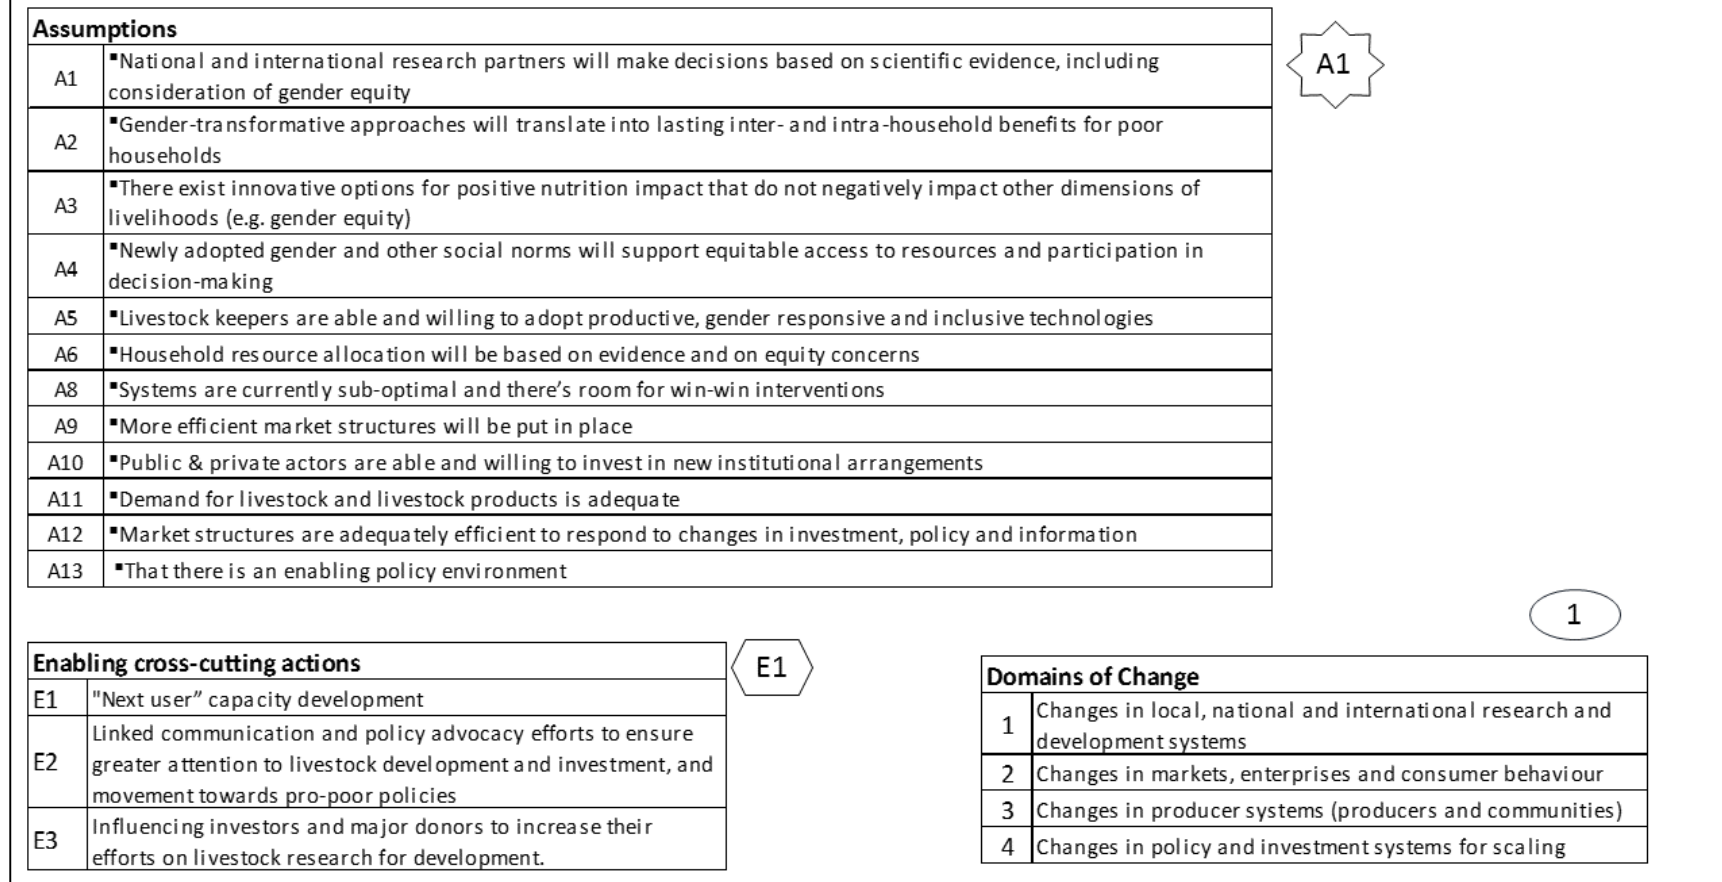 Assumptions
A1
A1
▪National and international research partners will make decisions based on scientific evidence, including
consideration of gender equity
A2
▪Gender-transformative approaches will translate into lasting inter- and intra-household benefits for poor
households
A3
▪There exist innovative options for positive nutrition impact that do not negatively impact other dimensions of
livelihoods (e.g. gender equity)
A4
▪Newly adopted gender and other social norms will support equitable access to resources and participation in
decision-making
A5 ▪Livestock keepers are able and willing to adopt productive, gender responsive and inclusive technologies
A6 ▪Household resource allocation will be based on evidence and on equity concerns
A8 ▪Systems are currently sub-optimal and there’s room for win-win interventions
A9 ▪More efficient market structures will be put in place
A10 ▪Public & private actors are able and willing to invest in new institutional arrangements
A11 ▪Demand for livestock and livestock products is adequate
A12 ▪Market structures are adequately efficient to respond to changes in investment, policy and information
A13 ▪That there is an enabling policy environment
Enabling cross-cutting actions
E1
E1 "Next user” capacity development
E2
Linked communication and policy advocacy efforts to ensure
greater attention to livestock development and investment, and
movement towards pro-poor policies
E3
Influencing investors and major donors to increase their
efforts on livestock research for development.
1
Domains of Change
1
Changes in local, national and international research and
development systems
2 Changes in markets, enterprises and consumer behaviour
3 Changes in producer systems (producers and communities)
4 Changes in policy and investment systems for scaling